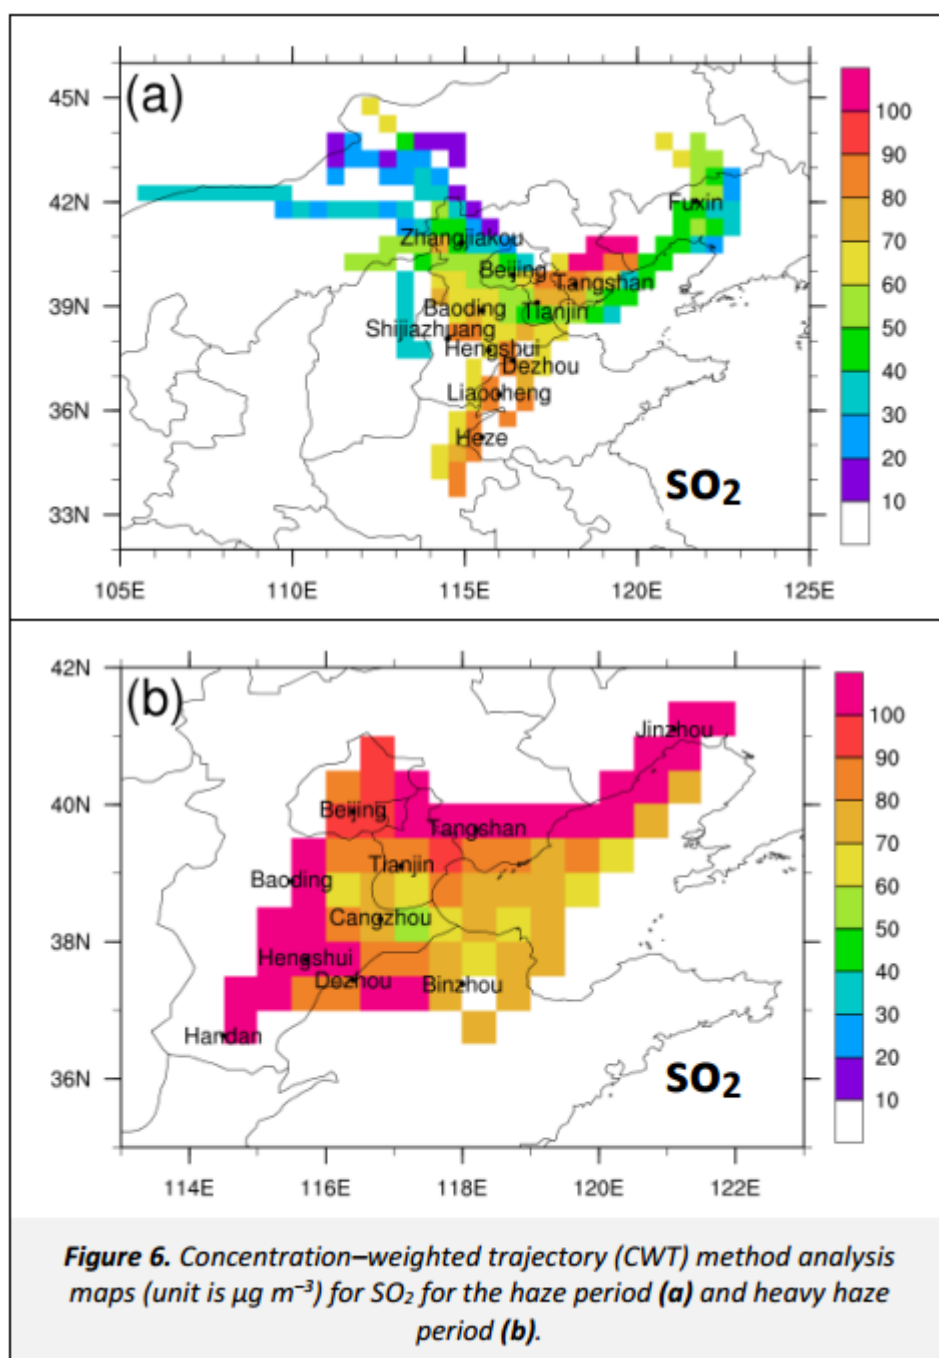 (a)
45N
42N
39N
36N
33N
105E 110E 115E 120E 125E
Fuxin
Zhangjiakou
Beijing
Tangshan
Baoding
Tianjin
Shijiazhuang
Hengshui
Dezhou
Liaocheng
Heze
SO2
100
90
80
70
60
50
40
30
20
10
(b)
42N
40N
38N
36N
114E 116E 118E 120E 122E
Jinzhou
Beijing
Tangshan
Tianjin
Baoding
Cangzhou
Hengshui
Dezhou
Binzhou
Handan
SO2
100
90
80
70
60
50
40
30
20
10
Figure 6. Concentration–weighted trajectory (CWT) method analysis
maps (unit is μg m–3) for SO2 for the haze period (a) and heavy haze
period (b).